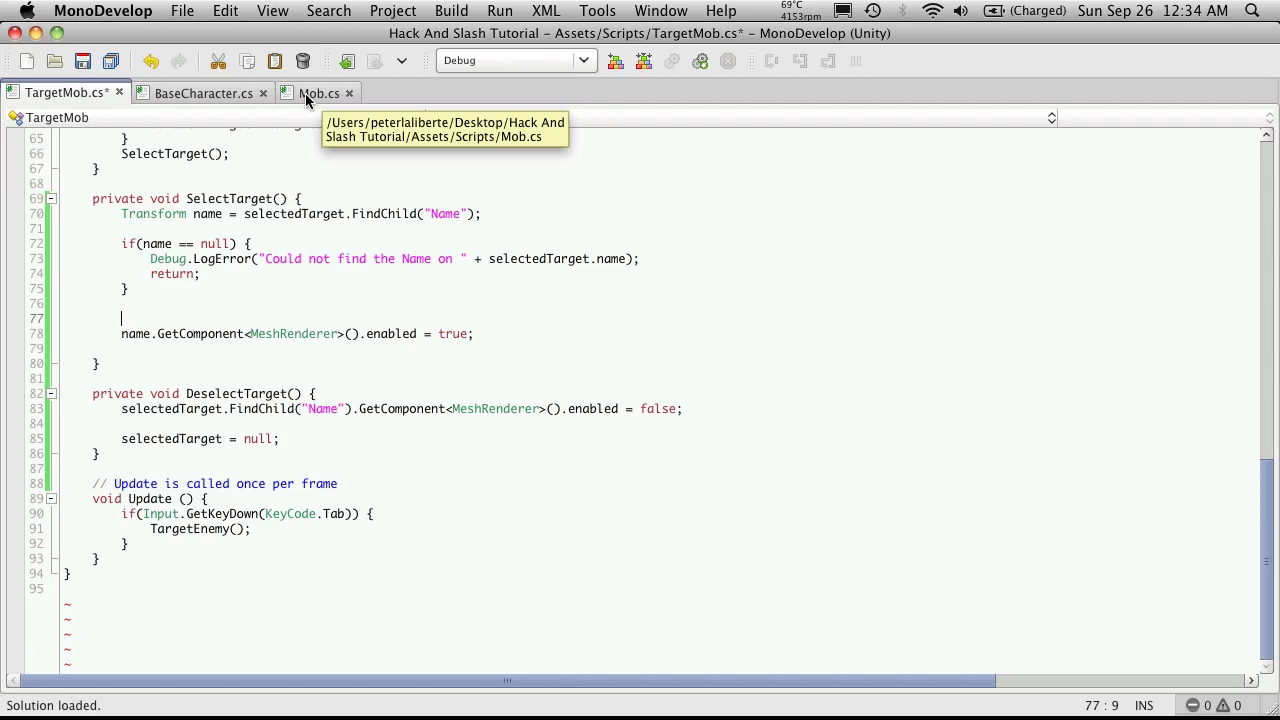 MonoDevelop File Edit View Search Project Build Run XML Tools Window Help 69°C 4153rpm (Charged) Sun Sep 26 12:34 AM
Hack And Slash Tutorial – Assets/Scripts/TargetMob.cs* – MonoDevelop (Unity)
Debug
TargetMob.cs* BaseCharacter.cs Mob.cs
TargetMob
/Users/peterlaliberte/Desktop/Hack And
Slash Tutorial/Assets/Scripts/Mob.cs
65 }
66 SelectTarget();
67 }
68
69 private void SelectTarget() {
70 Transform name = selectedTarget.FindChild("Name");
71
72 if(name == null) {
73 Debug.LogError("Could not find the Name on " + selectedTarget.name);
74 return;
75 }
76
77
78 name.GetComponent<MeshRenderer>().enabled = true;
79
80 }
81
82 private void DeselectTarget() {
83 selectedTarget.FindChild("Name").GetComponent<MeshRenderer>().enabled = false;
84
85 selectedTarget = null;
86 }
87
88 // Update is called once per frame
89 void Update () {
90 if(Input.GetKeyDown(KeyCode.Tab)) {
91 TargetEnemy();
92 }
93 }
94 }
95
~
~
~
~
~
Solution loaded. 77 : 9 INS 0 0